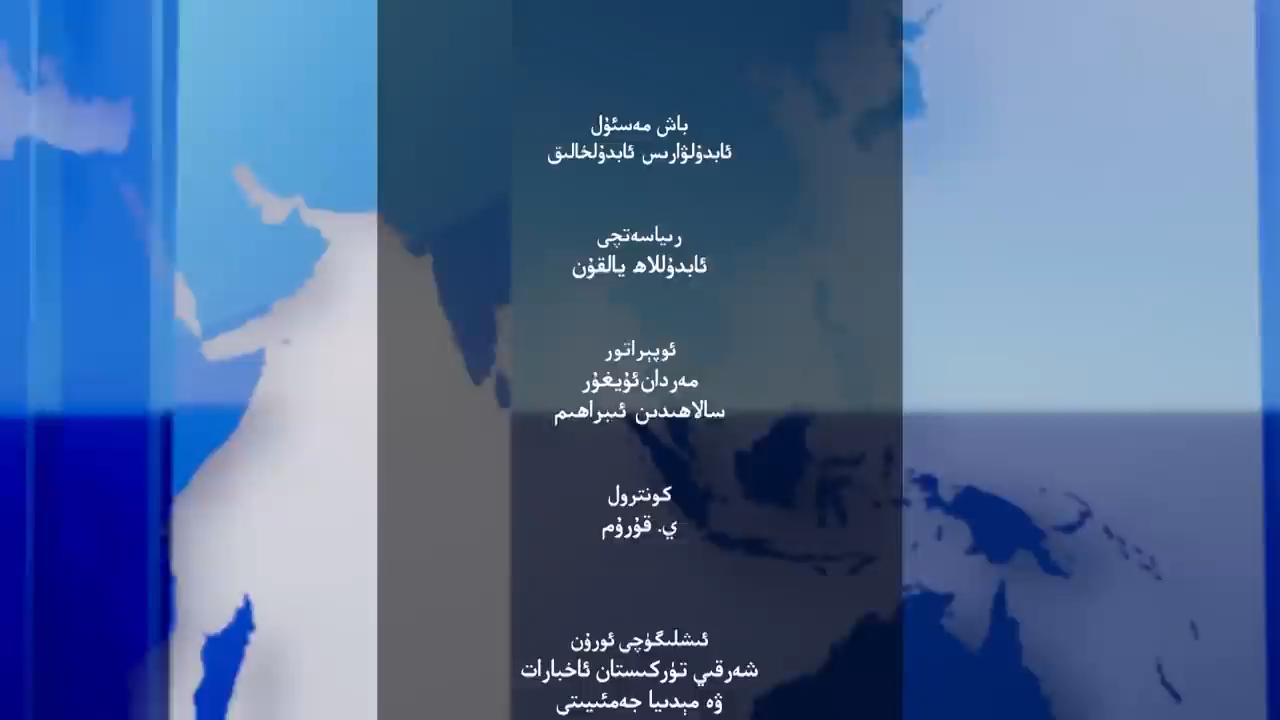 باش مەسئۇل
ئابدۇلۋارىس ئابدۇلخالىق
رىياسەتچى
ئابدۇللاھ يالقۇن
ئوپېراتور
مەردان ئۇيغۇر
سالاھىدىن ئىبراھىم
كونترول
ي. قۇرۇم
ئىشلىگۈچى ئورۇن
شەرقىي تۈركىستان ئاخبارات
ۋە مېدىيا جەمئىيىتى